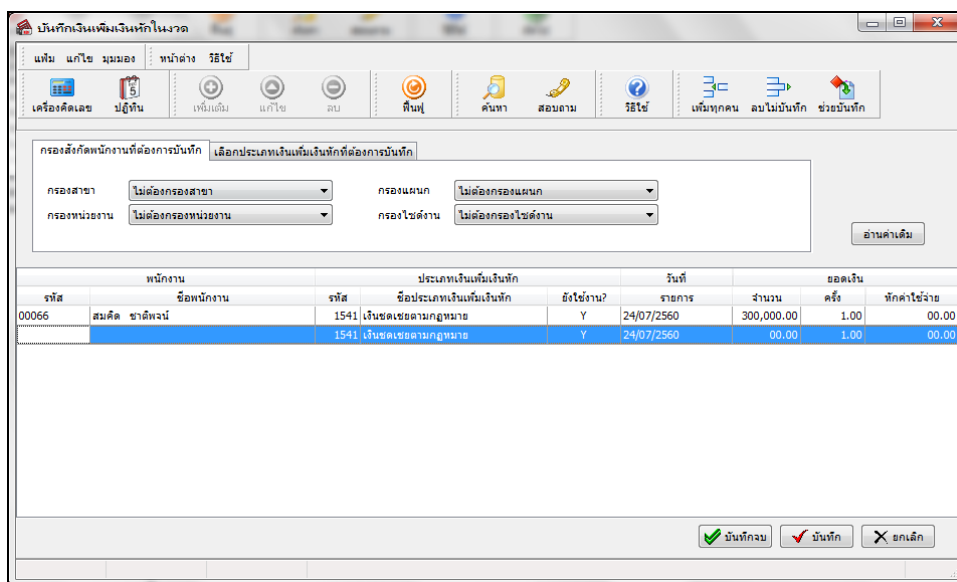 บันทึกเงินเพิ่มเงินหักในงวด
แฟ้ม แก้ไข มุมมอง หน้าต่าง วิธีใช้
เครื่องคิดเลข ปฏิทิน เพิ่มเติม แก้ไข ลบ ฟื้นฟู ค้นหา สอบถาม วิธีใช้ เพิ่มทุกคน ลบไม่บันทึก ช่วยบันทึก
กรองสังกัดพนักงานที่ต้องการบันทึก เลือกประเภทเงินเพิ่มเงินหักที่ต้องการบันทึก
กรองสาขา ไม่ต้องกรองสาขา กรองแผนก ไม่ต้องกรองแผนก
กรองหน่วยงาน ไม่ต้องกรองหน่วยงาน กรองไซด์งาน ไม่ต้องกรองไซด์งาน
อ่านค่าเดิม
พนักงาน ประเภทเงินเพิ่มเงินหัก วันที่ ยอดเงิน
รหัส ชื่อพนักงาน รหัส ชื่อประเภทเงินเพิ่มเงินหัก ยังใช้งาน? รายการ จำนวน ครั้ง หักค่าใช้จ่าย
00066 สมคิด ชาติพจน์ 1541 เงินชดเชยตามกฎหมาย Y 24/07/2560 300,000.00 1.00 00.00
1541 เงินชดเชยตามกฎหมาย Y 24/07/2560 00.00 1.00 00.00
บันทึกจบ บันทึก ยกเลิก